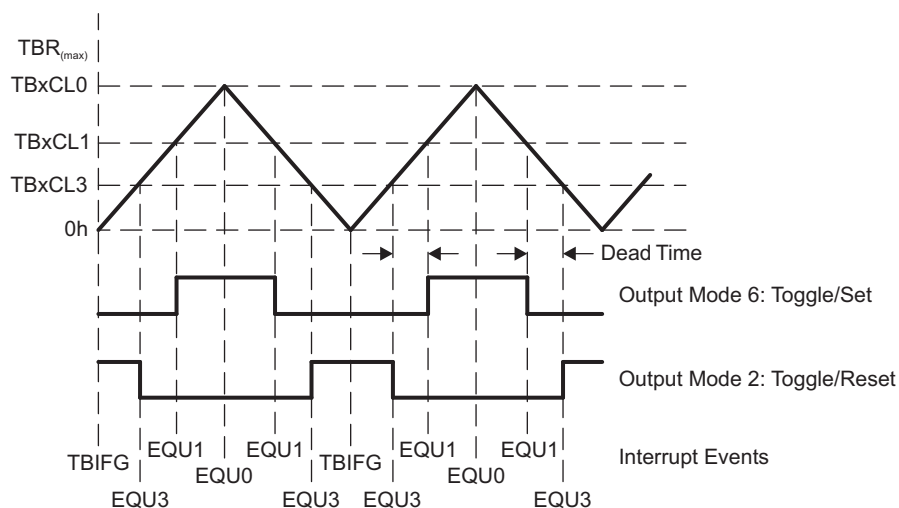 TBR(max)
TBxCL0
TBxCL1
TBxCL3
0h
Dead Time
Output Mode 6: Toggle/Set
Output Mode 2: Toggle/Reset
TBIFG EQU1 EQU1 TBIFG EQU1 EQU1 Interrupt Events
EQU0 EQU0
EQU3 EQU3 EQU3 EQU3